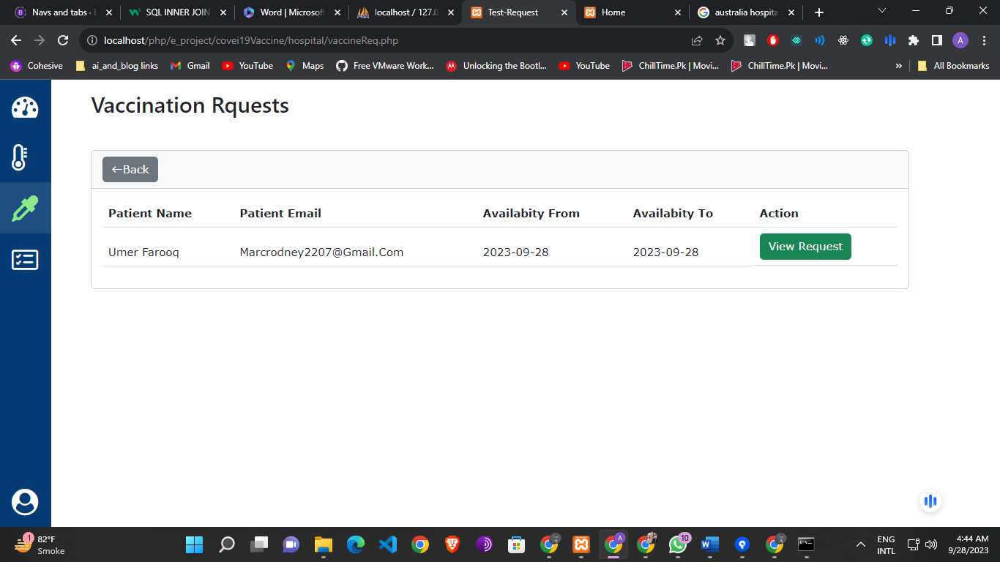 Navs and tabs ·
SQL INNER JOIN
Word | Microsof
localhost / 127.0
Test-Request
Home
australia hospita
localhost/php/e_project/covei19Vaccine/hospital/vaccineReq.php
A
Cohesive
ai_and_blog links
Gmail
YouTube
Maps
Free VMware Work...
Unlocking the Bootl...
YouTube
ChillTime.Pk | Movi...
ChillTime.Pk | Movi...
»
All Bookmarks
Vaccination Rquests
←Back
Patient Name Patient Email Availabity From Availabity To Action
Umer Farooq Marcrodney2207@Gmail.Com 2023-09-28 2023-09-28 View Request
1
82°F
Smoke
A
10
ENG
INTL
4:44 AM
9/28/2023